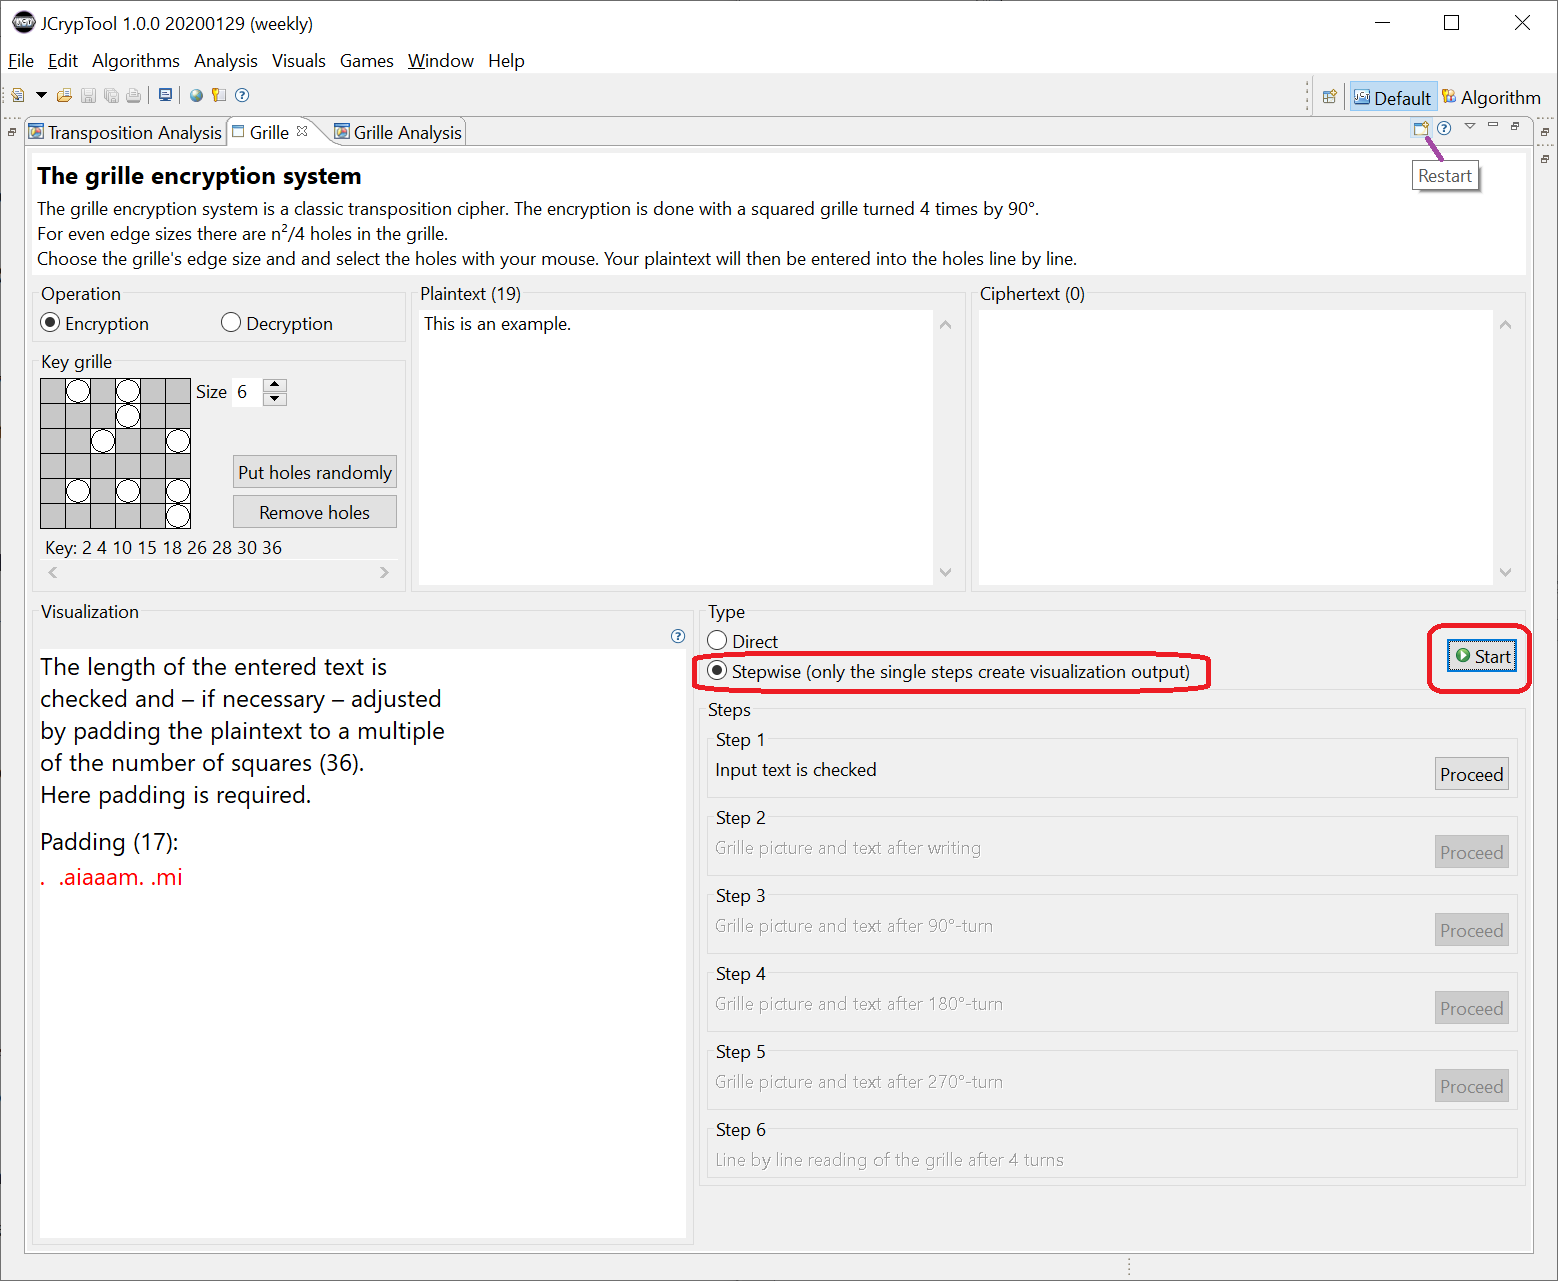 JCrypTool 1.0.0 20200129 (weekly)
File Edit Algorithms Analysis Visuals Games Window Help
Default Algorithm
Transposition Analysis Grille Grille Analysis
Restart
The grille encryption system
The grille encryption system is a classic transposition cipher. The encryption is done with a squared grille turned 4 times by 90°.
For even edge sizes there are n²/4 holes in the grille.
Choose the grille's edge size and and select the holes with your mouse. Your plaintext will then be entered into the holes line by line.
Operation
Encryption Decryption
Key grille
Size 6
Put holes randomly
Remove holes
Key: 2 4 10 15 18 26 28 30 36
Plaintext (19)
This is an example.
Ciphertext (0)
Visualization
The length of the entered text is
checked and – if necessary – adjusted
by padding the plaintext to a multiple
of the number of squares (36).
Here padding is required.
Padding (17):
.  .aiaaam. .mi
Type
Direct
Stepwise (only the single steps create visualization output)
Start
Steps
Step 1
Input text is checked
Proceed
Step 2
Grille picture and text after writing
Proceed
Step 3
Grille picture and text after 90°-turn
Proceed
Step 4
Grille picture and text after 180°-turn
Proceed
Step 5
Grille picture and text after 270°-turn
Proceed
Step 6
Line by line reading of the grille after 4 turns